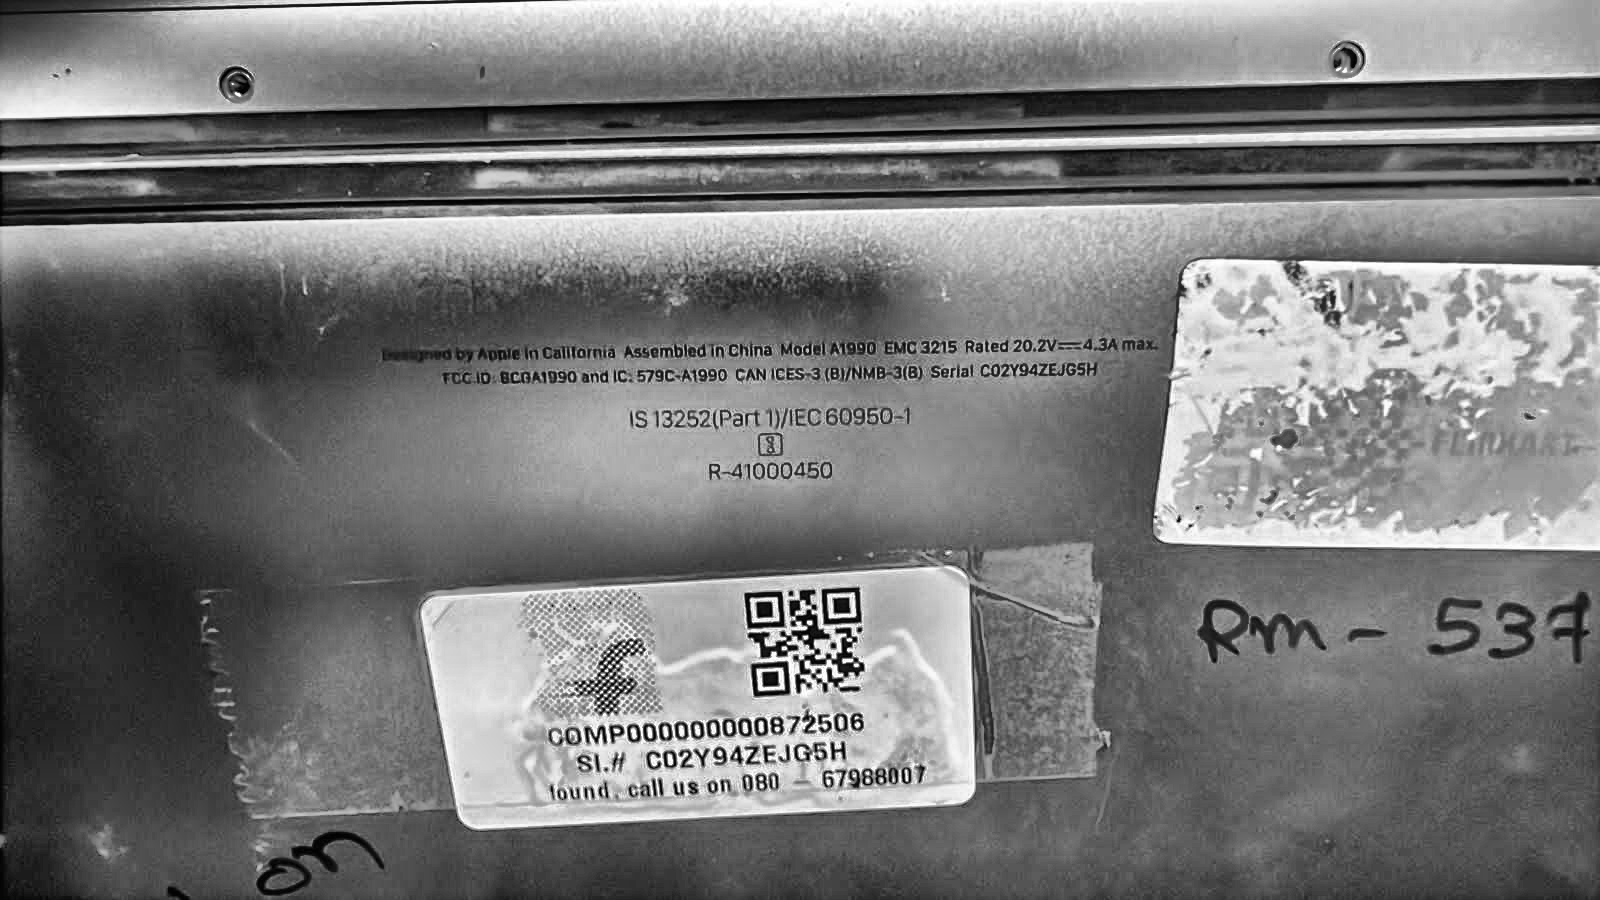 Designed by Apple in California Assembled in China Model A1990 EMC 3215 Rated 20.2V⎓4.3A max.
FCC ID: BCGA1990 and IC: 579C-A1990 CAN ICES-3 (B)/NMB-3(B) Serial C02Y94ZEJG5H
IS 13252(Part 1)/IEC 60950-1
R-41000450
FLIPKART
Rm - 537
COMP000000000872506
Sl.# C02Y94ZEJG5H
found, call us on 080 - 67988007
on